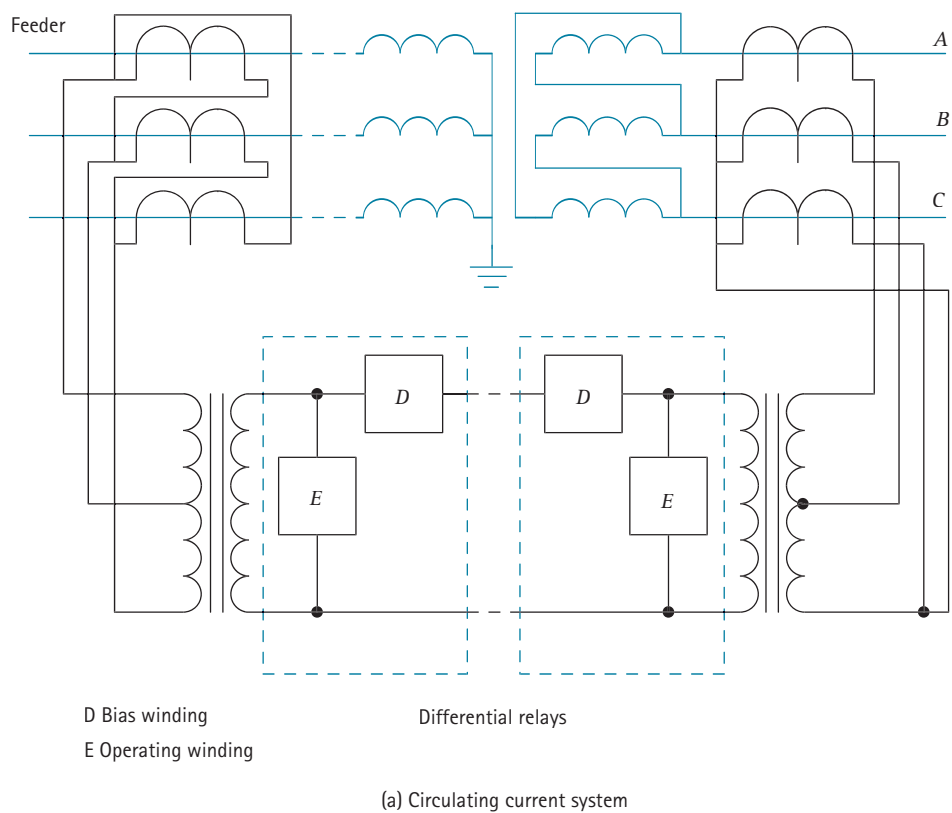 Feeder
A
B
C
D
D
E
E
D Bias winding
Differential relays
E Operating winding
(a) Circulating current system